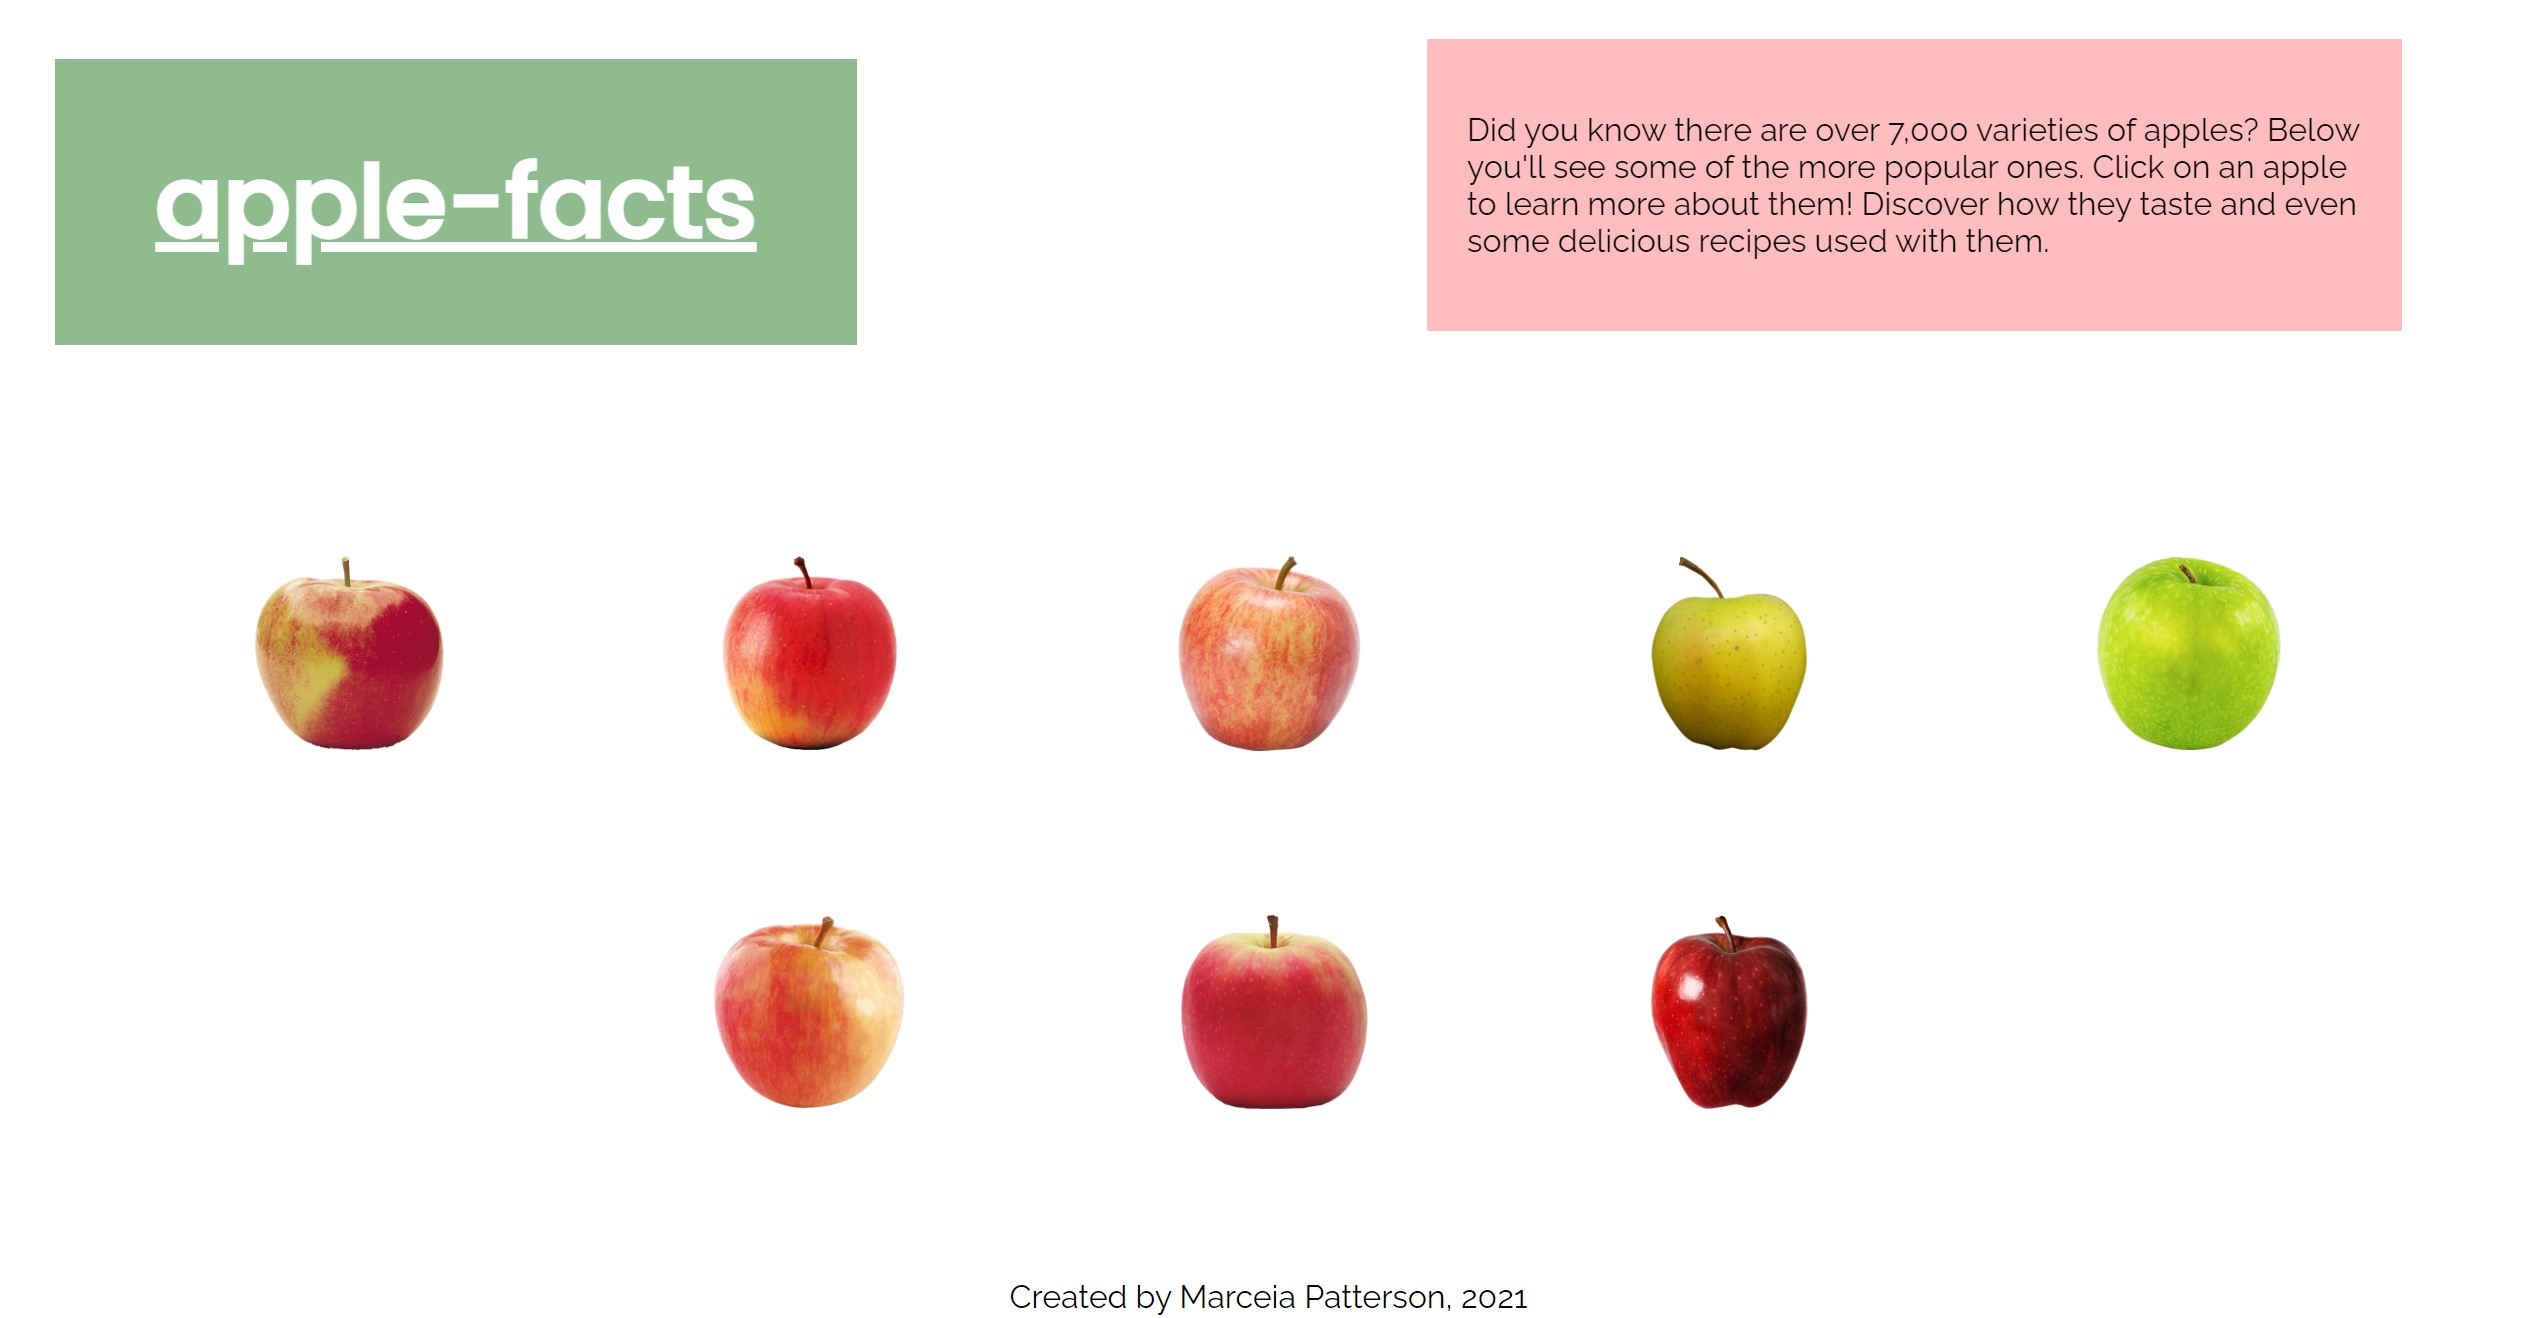 apple-facts
Did you know there are over 7,000 varieties of apples? Below
you'll see some of the more popular ones. Click on an apple
to learn more about them! Discover how they taste and even
some delicious recipes used with them.
Created by Marceia Patterson, 2021